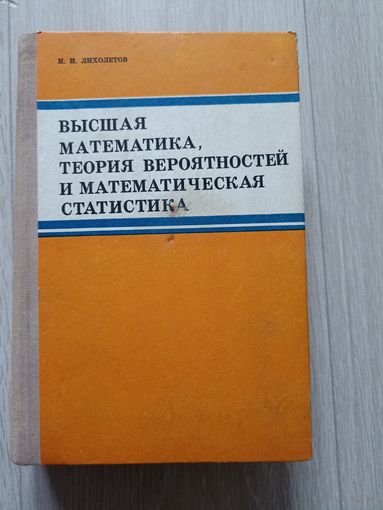 И. И. ЛИХОЛЕТОВ
ВЫСШАЯ
МАТЕМАТИКА,
ТЕОРИЯ ВЕРОЯТНОСТЕЙ
И МАТЕМАТИЧЕСКАЯ
СТАТИСТИКА